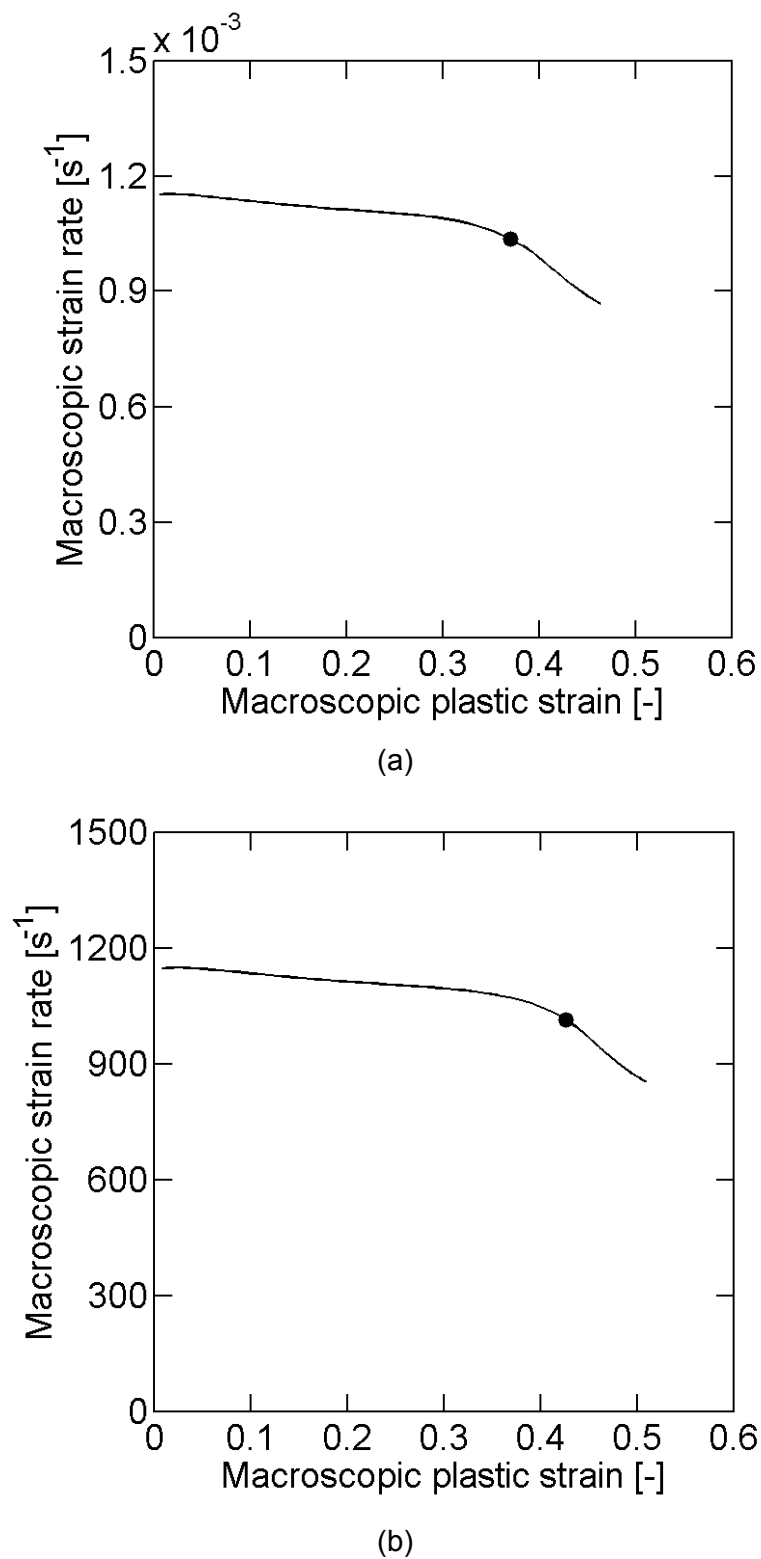 x 10-3
1.5
1.2
0.9
0.6
0.3
0
Macroscopic strain rate [s-1]
0 0.1 0.2 0.3 0.4 0.5 0.6
Macroscopic plastic strain [-]
(a)
1500
1200
900
600
300
0
Macroscopic strain rate [s-1]
0 0.1 0.2 0.3 0.4 0.5 0.6
Macroscopic plastic strain [-]
(b)